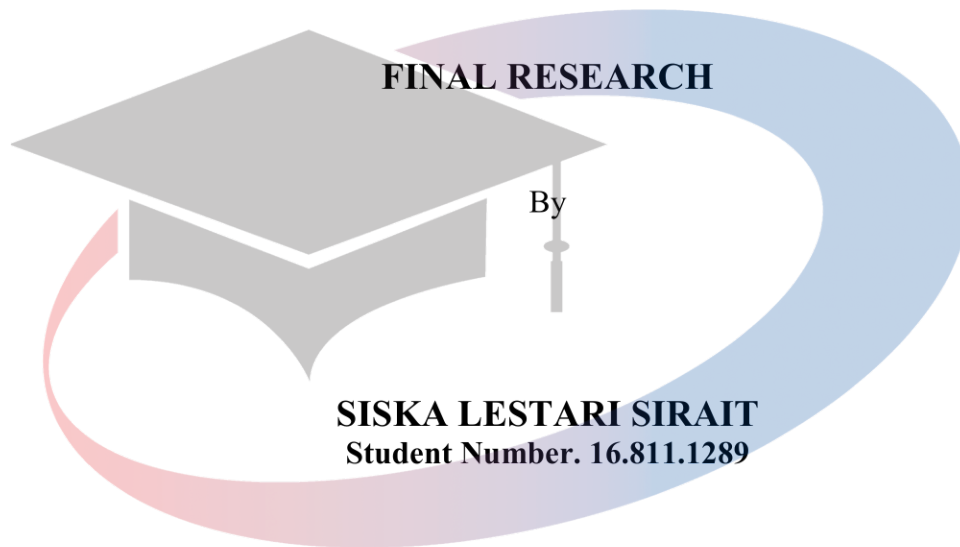 FINAL RESEARCH
By
SISKA LESTARI SIRAIT
Student Number. 16.811.1289